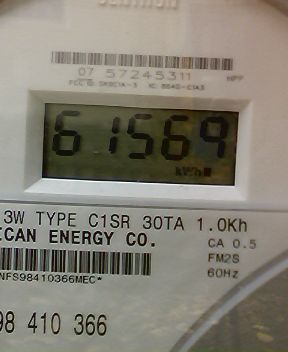 07 57245311
61569
kWh
3W TYPE C1SR 30TA 1.0Kh
ICAN ENERGY CO.
CA 0.5
FM2S
NFS98410366MEC*
60Hz
98 410 366